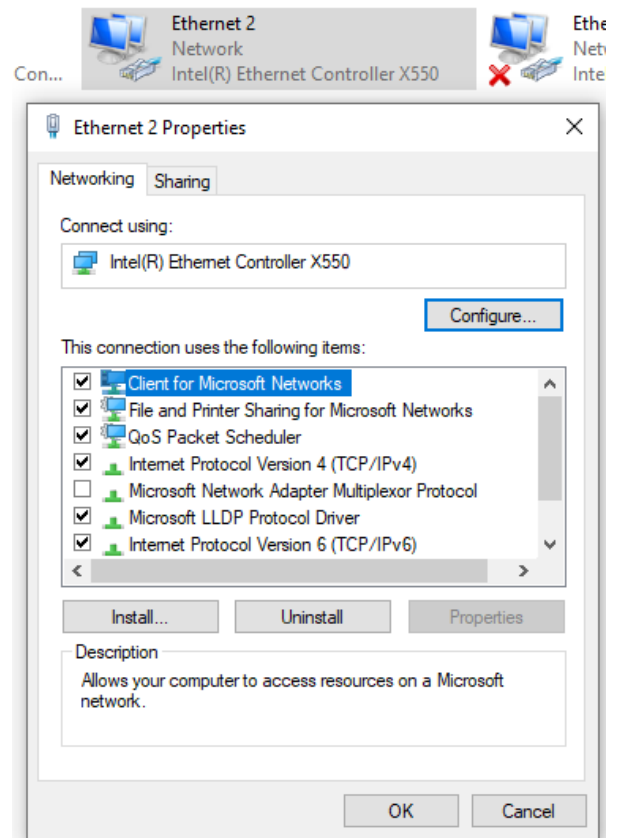 Ethernet 2
Network
Intel(R) Ethernet Controller X550
Con...
Ethe
Net
Inte
Ethernet 2 Properties
Networking
Sharing
Connect using:
Intel(R) Ethernet Controller X550
Configure...
This connection uses the following items:
Client for Microsoft Networks
File and Printer Sharing for Microsoft Networks
QoS Packet Scheduler
Internet Protocol Version 4 (TCP/IPv4)
Microsoft Network Adapter Multiplexor Protocol
Microsoft LLDP Protocol Driver
Internet Protocol Version 6 (TCP/IPv6)
Install...
Uninstall
Properties
Description
Allows your computer to access resources on a Microsoft
network.
OK
Cancel